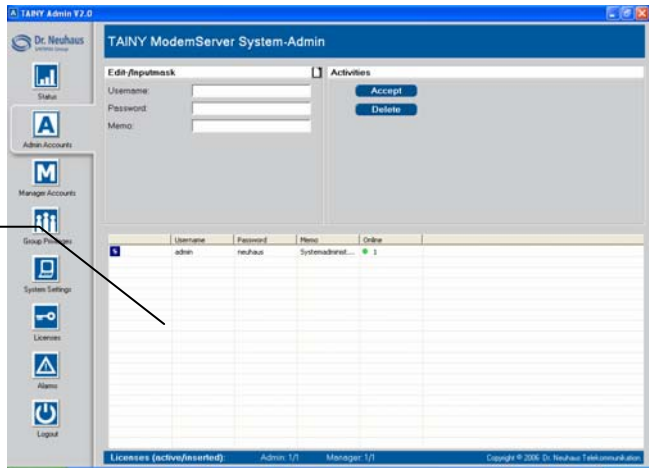 TAINY Admin V2.0
Dr. Neuhaus
TAINY ModemServer System-Admin
Edit-/Inputmask
Activities
Username:
Password:
Memo:
Accept
Delete
Status
Admin Accounts
Manager Accounts
Group Privileges
System Settings
Licenses
Alarms
Logout
Username Password Memo Online
S admin neuhaus Systemadminist... 1
Licenses (active/inserted): Admin: 1/1 Manager: 1/1 Copyright © 2006 Dr. Neuhaus Telekommunikation